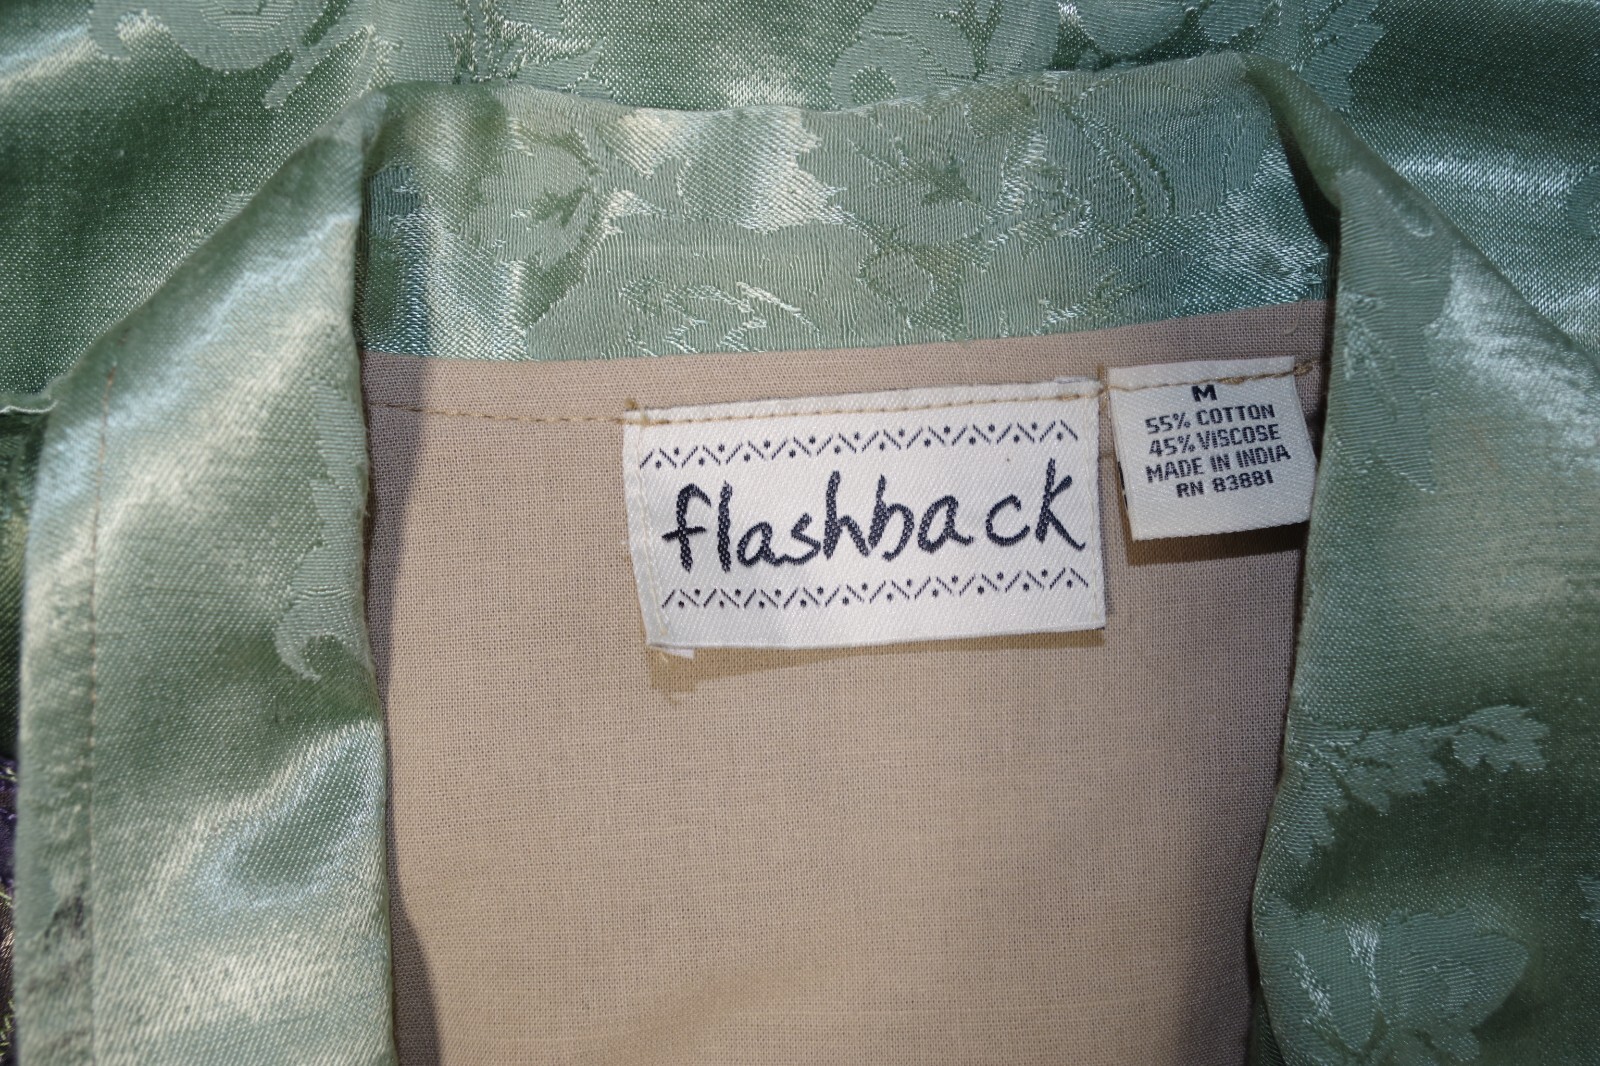 flashback
M
55% COTTON
45% VISCOSE
MADE IN INDIA
RN 83881